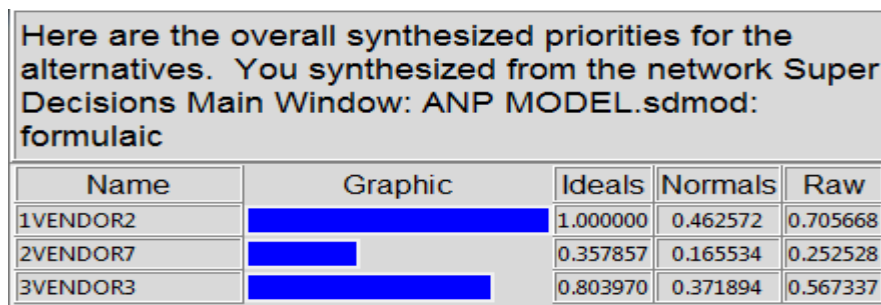 Here are the overall synthesized priorities for the
alternatives. You synthesized from the network Super
Decisions Main Window: ANP MODEL.sdmod:
formulaic
Name Graphic Ideals Normals Raw
1VENDOR2 1.000000 0.462572 0.705668
2VENDOR7 0.357857 0.165534 0.252528
3VENDOR3 0.803970 0.371894 0.567337